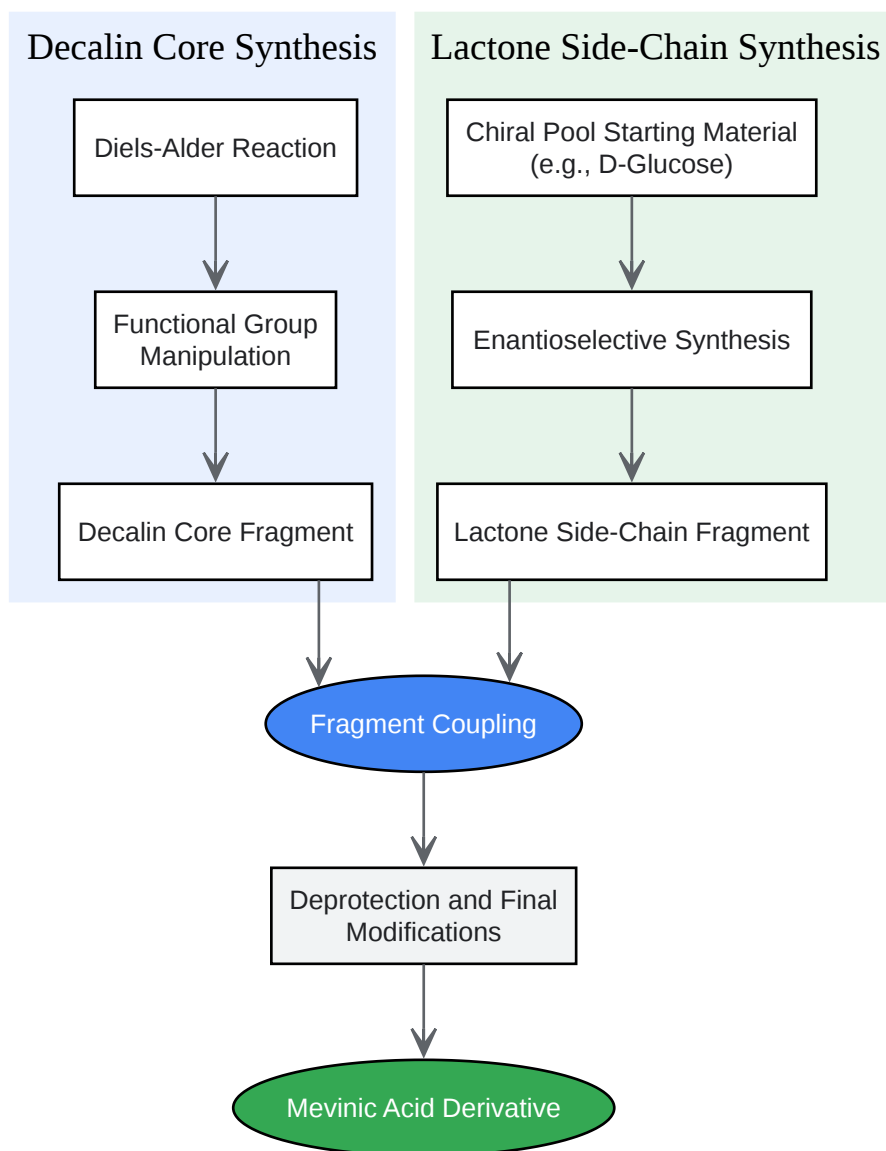 Decalin Core Synthesis
Diels-Alder Reaction
Functional Group
Manipulation
Decalin Core Fragment
Lactone Side-Chain Synthesis
Chiral Pool Starting Material
(e.g., D-Glucose)
Enantioselective Synthesis
Lactone Side-Chain Fragment
Fragment Coupling
Deprotection and Final
Modifications
Mevinic Acid Derivative